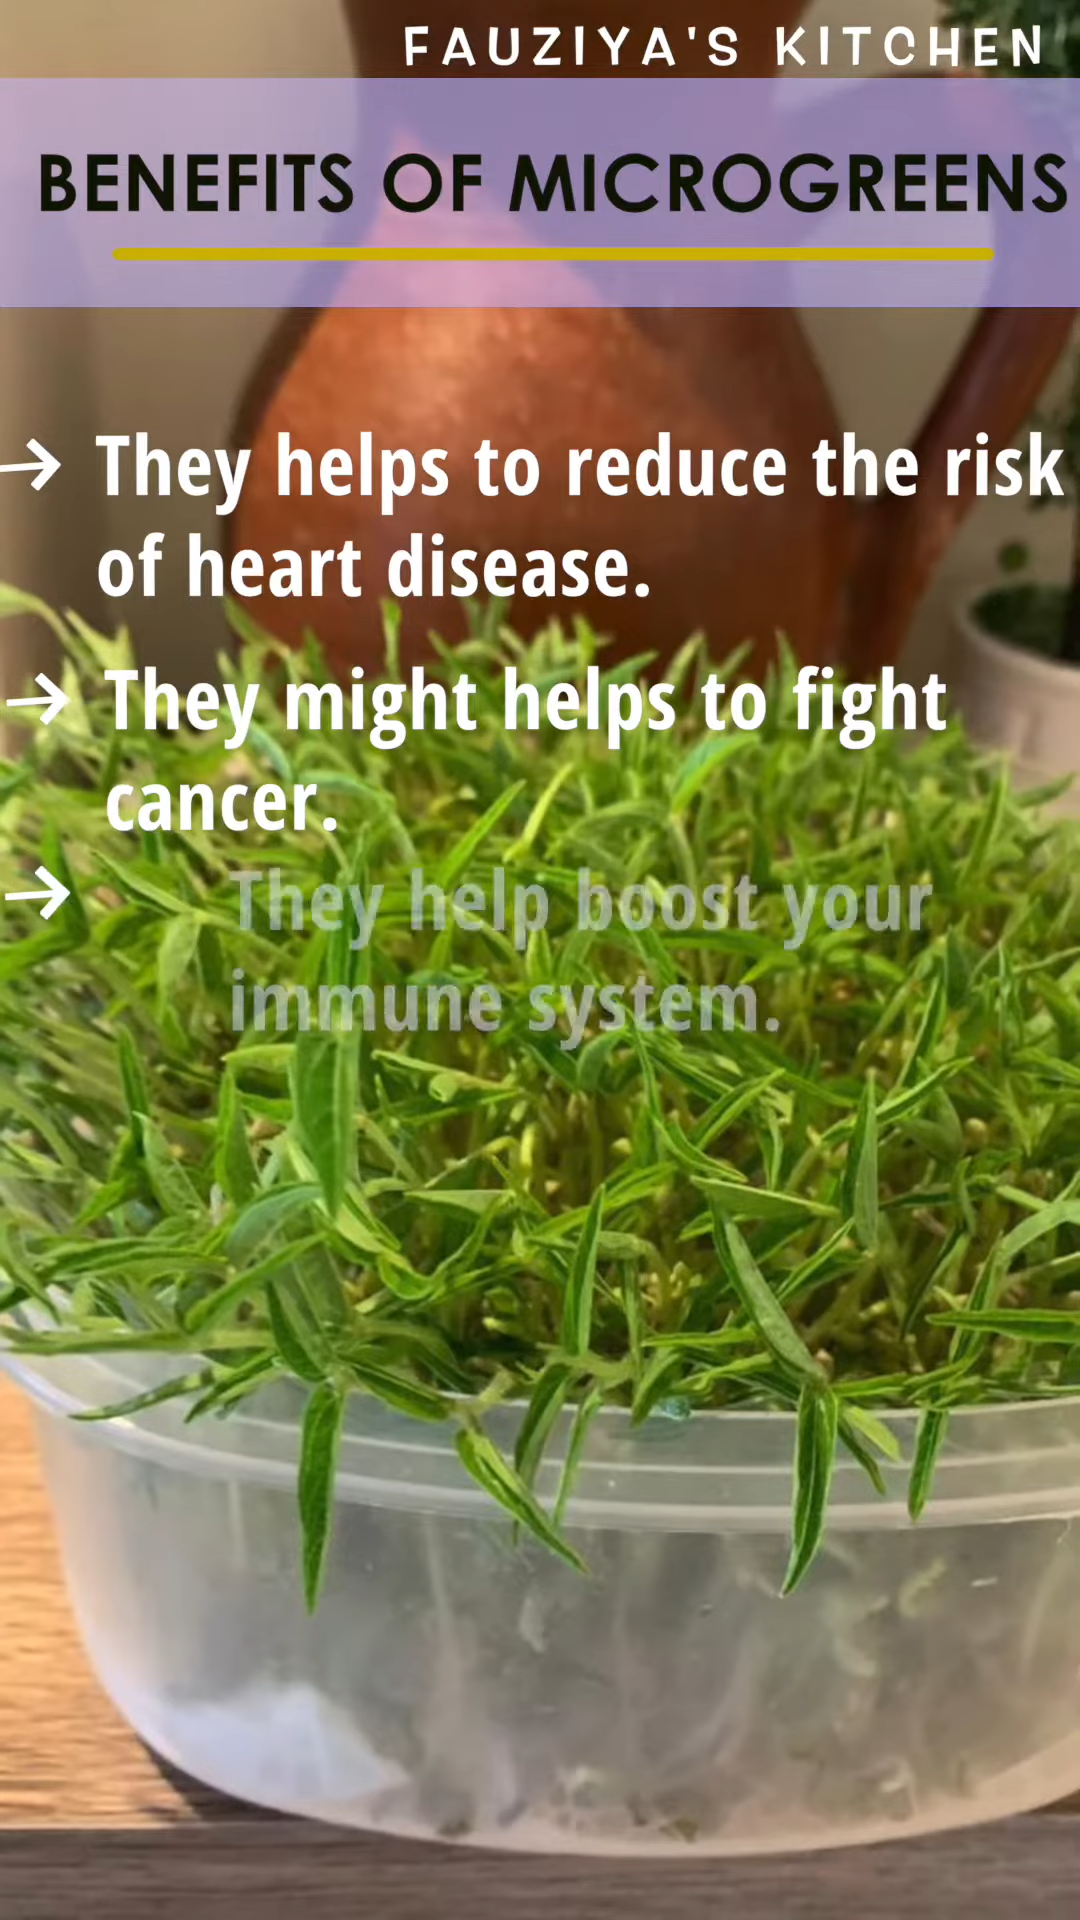 FAUZIYA'S KITCHEN
BENEFITS OF MICROGREENS
→ They helps to reduce the risk
of heart disease.
→ They might helps to fight
cancer.
→ They help boost your
immune system.